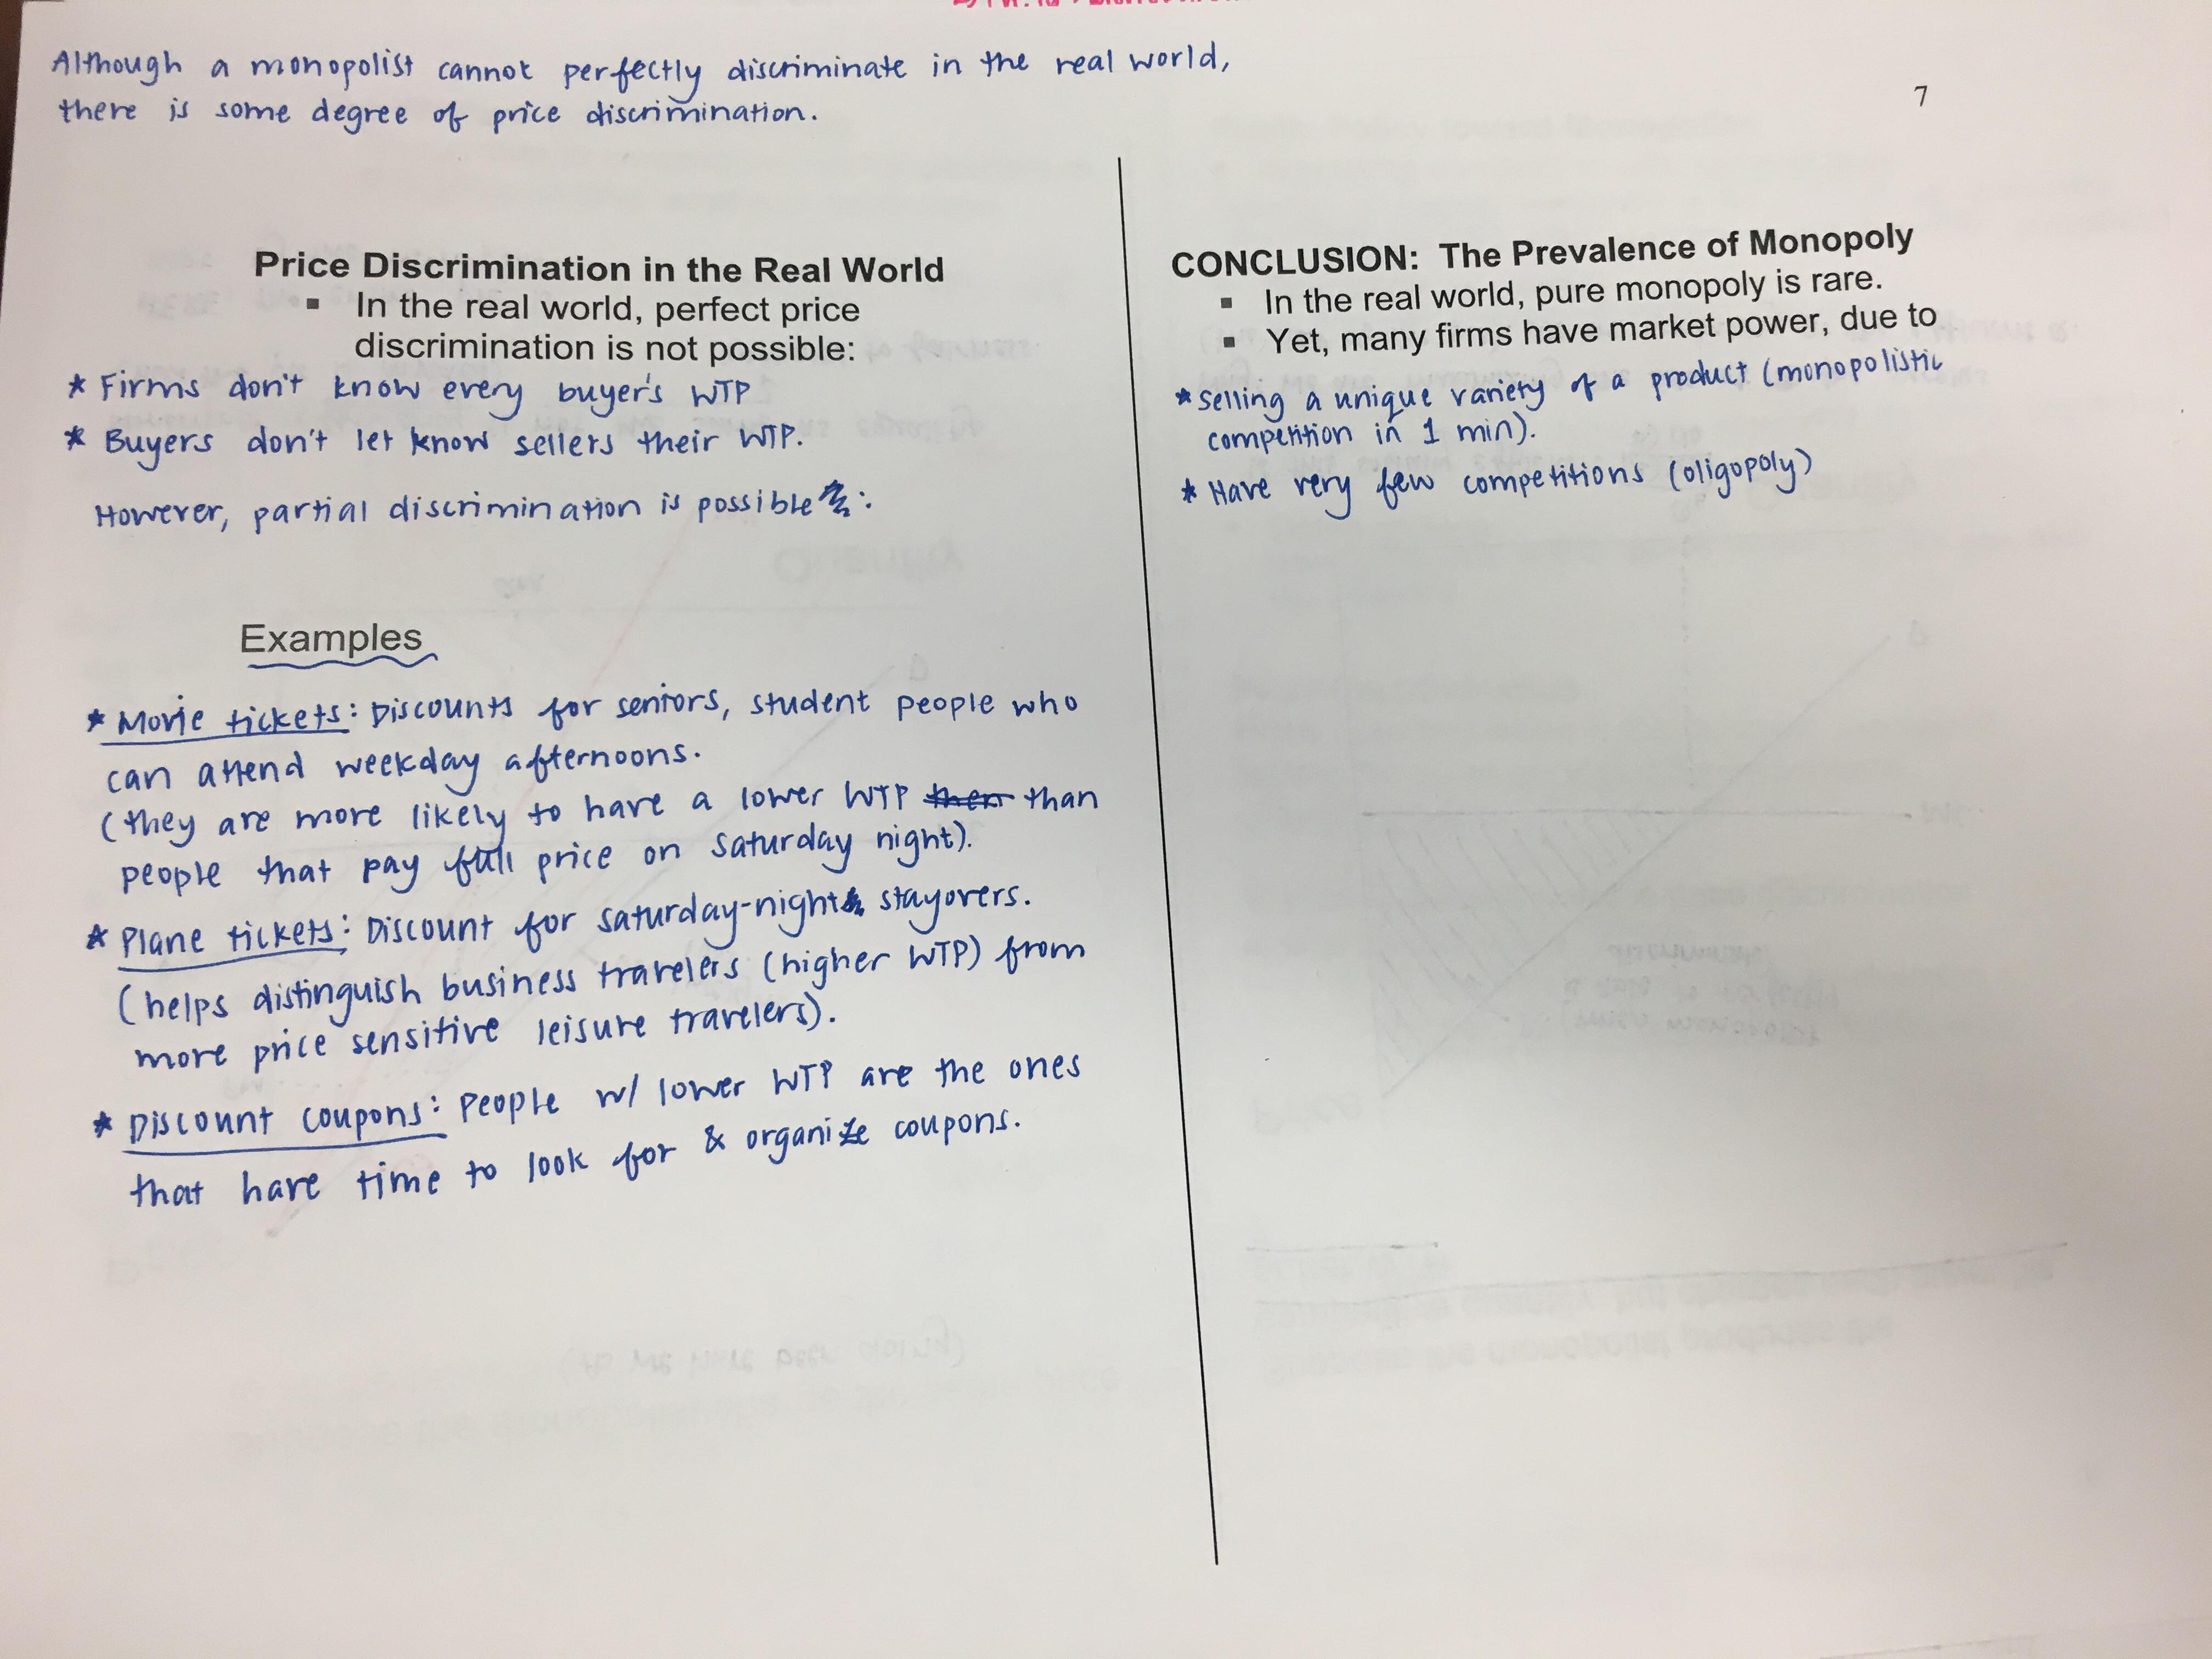 Although a monopolist cannot perfectly discriminate in the real world,
there is some degree of price discrimination.
7
Price Discrimination in the Real World
▪ In the real world, perfect price
discrimination is not possible:
* Firms don't know every buyer's WTP
* Buyers don't let know sellers their WTP.
However, partial discrimination is possible :
Examples
* Movie tickets: Discounts for seniors, student people who
can attend weekday afternoons.
(they are more likely to have a lower WTP then than
people that pay full price on saturday night).
* Plane tickets: Discount for saturday-night stayovers.
(helps distinguish business travelers (higher WTP) from
more price sensitive leisure travelers).
* Discount coupons: People w/ lower WTP are the ones
that have time to look for & organize coupons.
CONCLUSION: The Prevalence of Monopoly
▪ In the real world, pure monopoly is rare.
▪ Yet, many firms have market power, due to
* Selling a unique variety of a product (monopolistic
competition in 1 min).
* Have very few competitions (oligopoly)